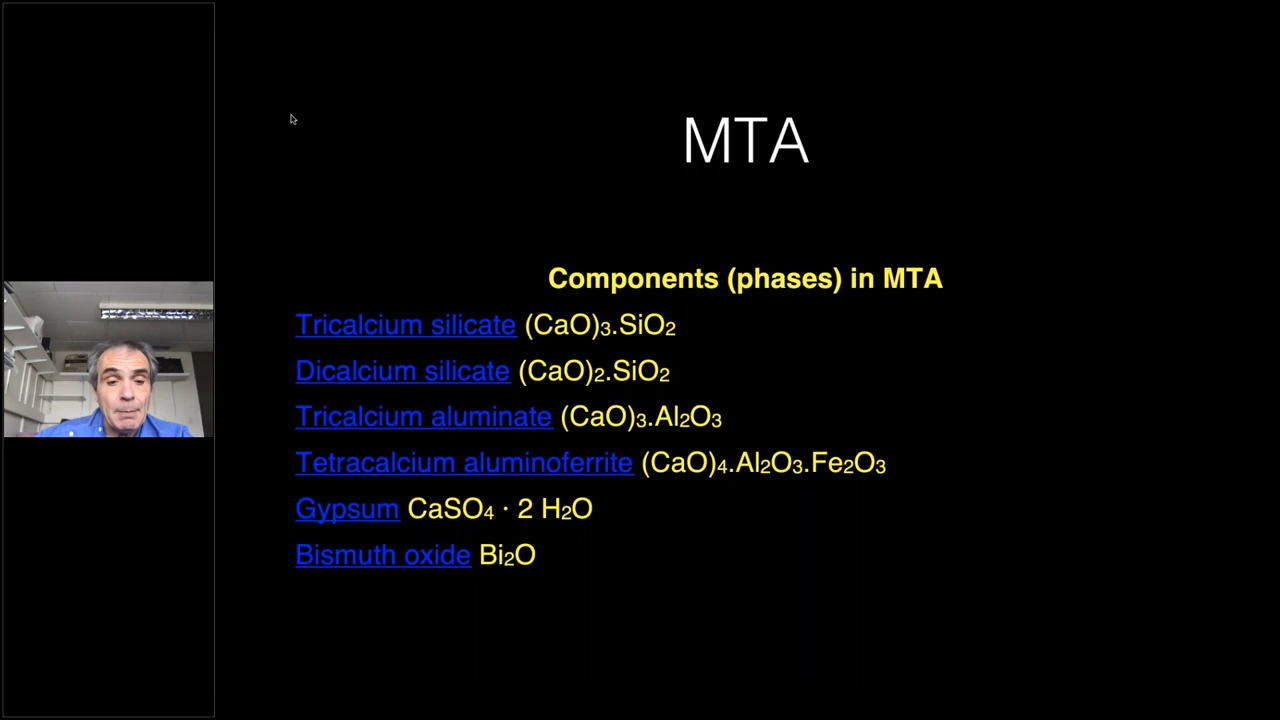 MTA
Components (phases) in MTA
Tricalcium silicate (CaO)₃.SiO₂
Dicalcium silicate (CaO)₂.SiO₂
Tricalcium aluminate (CaO)₃.Al₂O₃
Tetracalcium aluminoferrite (CaO)₄.Al₂O₃.Fe₂O₃
Gypsum CaSO₄ · 2 H₂O
Bismuth oxide Bi₂O